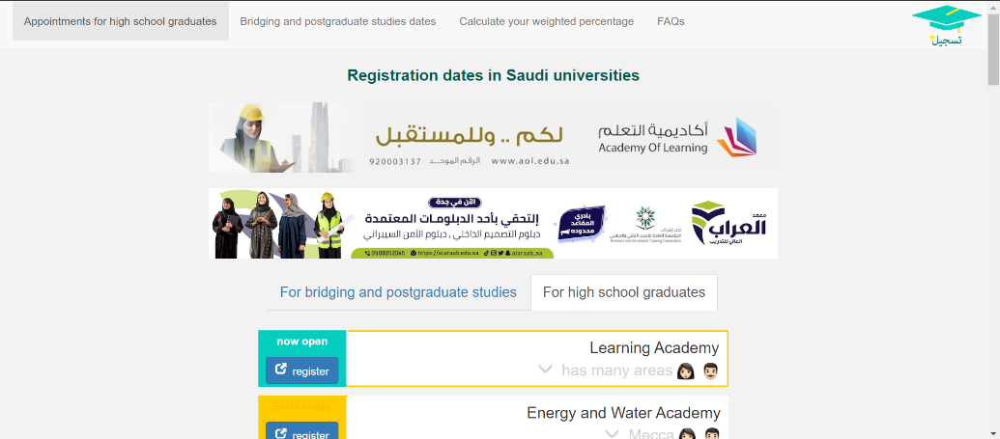 Appointments for high school graduates
Bridging and postgraduate studies dates
Calculate your weighted percentage
FAQs
تسجيل
Registration dates in Saudi universities
لكم .. وللمستقبل
920003137 الرقم الموحد www.aol.edu.sa
أكاديمية التعلم
Academy Of Learning
الآن في جدة
التحقي بأحد الدبلومات المعتمدة
دبلوم التصميم الداخلي , دبلوم الأمن السيبراني
0500052065 https://alaraab.edu.sa alaraab_sa
بادري
المقاعد
محدودة
تحت إشراف
المؤسسة العامة للتدريب التقني والمهني
Technical and Vocational Training Corporation
معهد
العراب
العالي للتدريب
For bridging and postgraduate studies
For high school graduates
now open
register
Learning Academy
has many areas
Ends today
register
Energy and Water Academy
Mecca